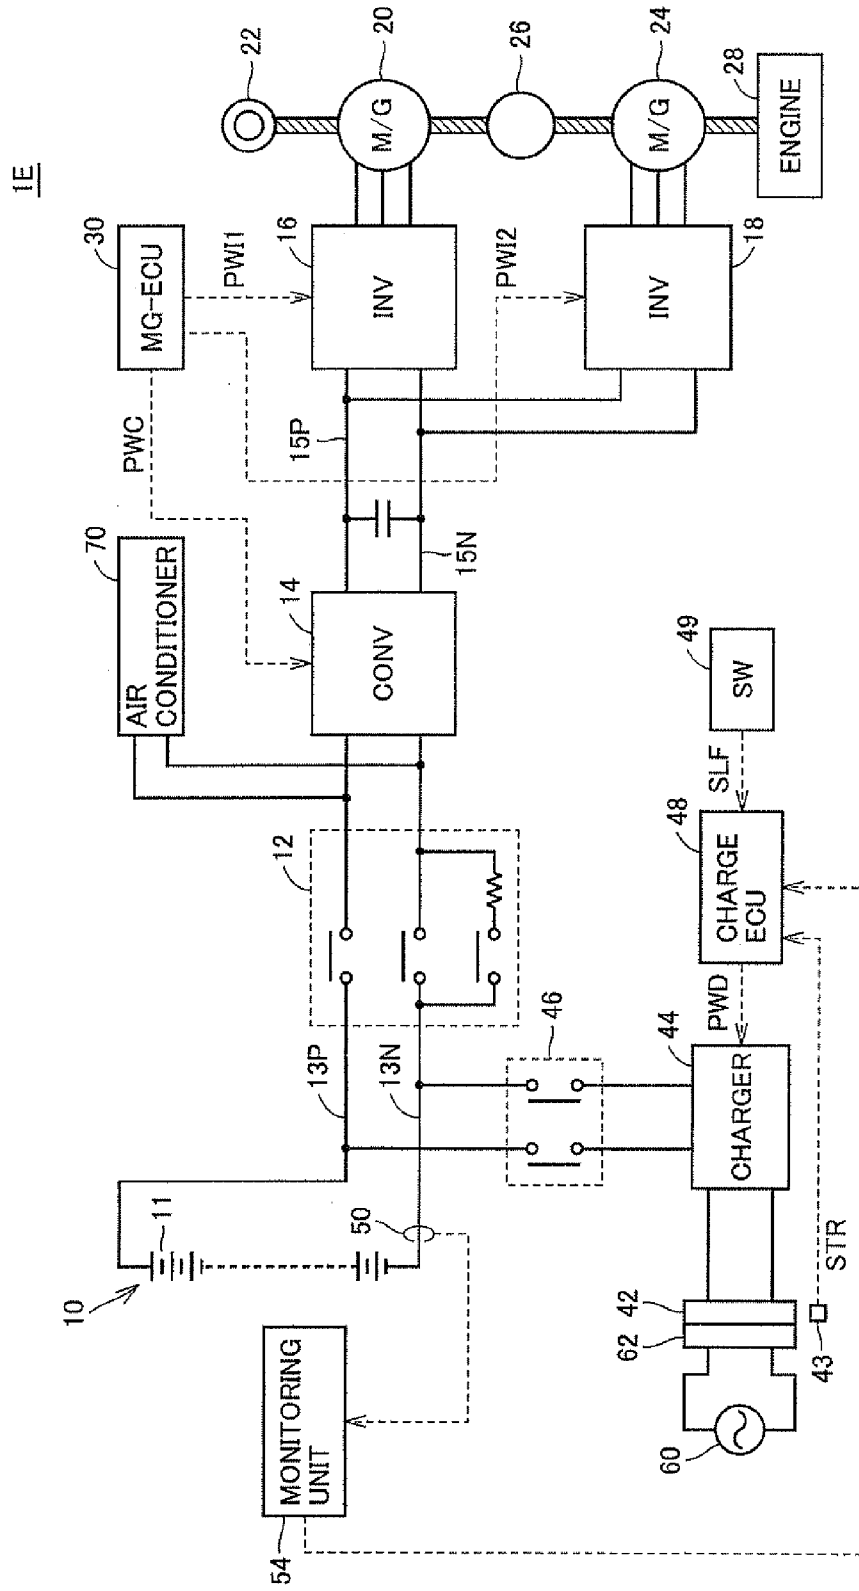 1E
22
20
26
24
28
M/G
M/G
ENGINE
30
MG-ECU
PWI1
16
INV
PWI2
18
INV
PWC
15P
15N
70
AIR
CONDITIONER
14
CONV
12
49
SW
SLF
48
CHARGE
ECU
PWD
46
44
CHARGER
13P
13N
11
10
50
54
MONITORING
UNIT
42
62
60
43
STR